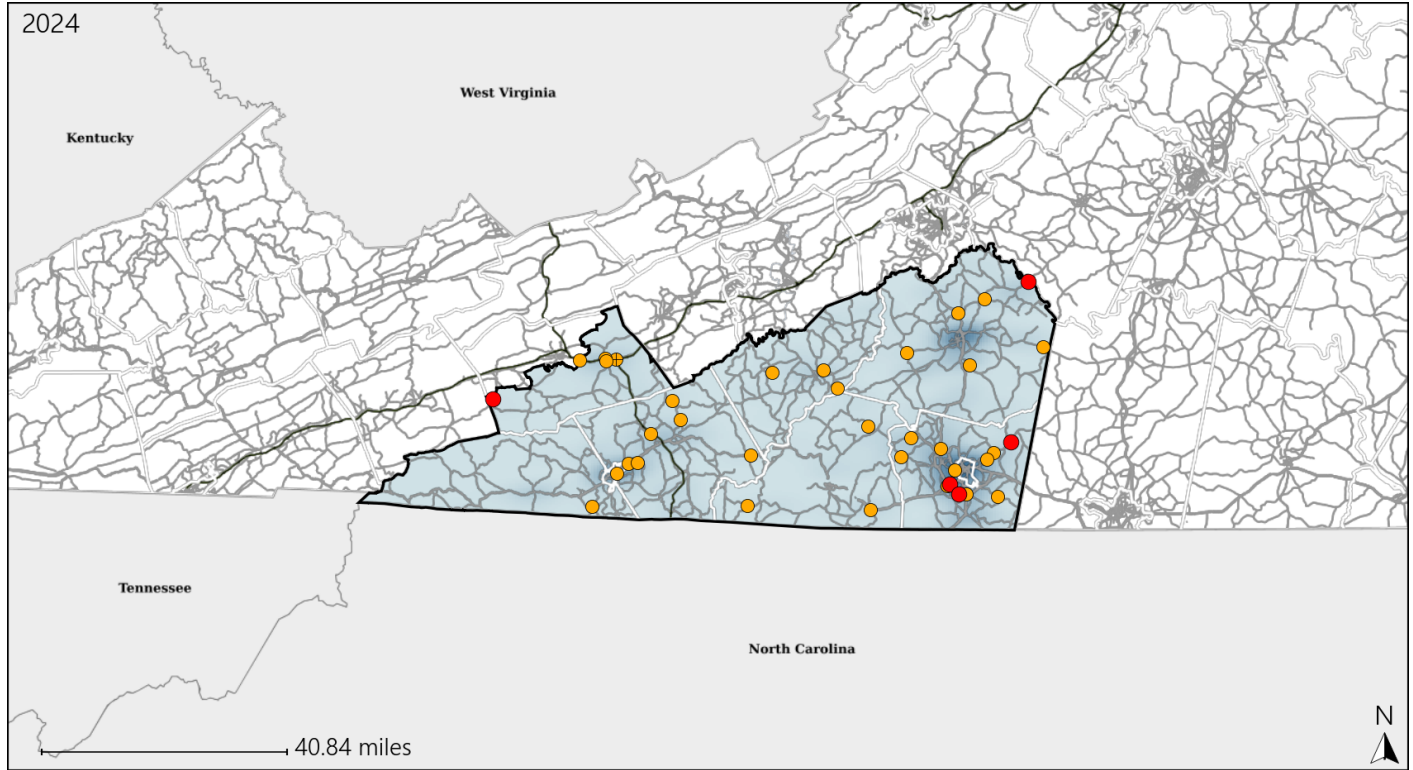 2024
West Virginia
Kentucky
Tennessee
North Carolina
N
40.84 miles